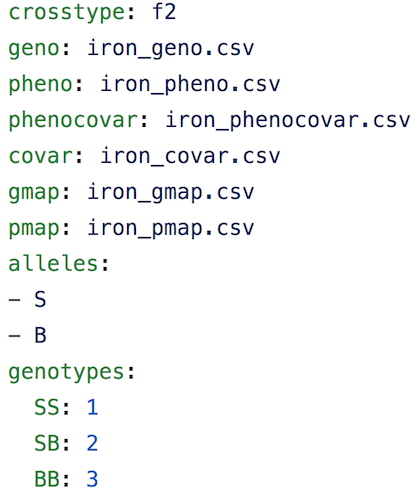 crosstype: f2
geno: iron_geno.csv
pheno: iron_pheno.csv
phenocovar: iron_phenocovar.csv
covar: iron_covar.csv
gmap: iron_gmap.csv
pmap: iron_pmap.csv
alleles:
- S
- B
genotypes:
  SS: 1
  SB: 2
  BB: 3